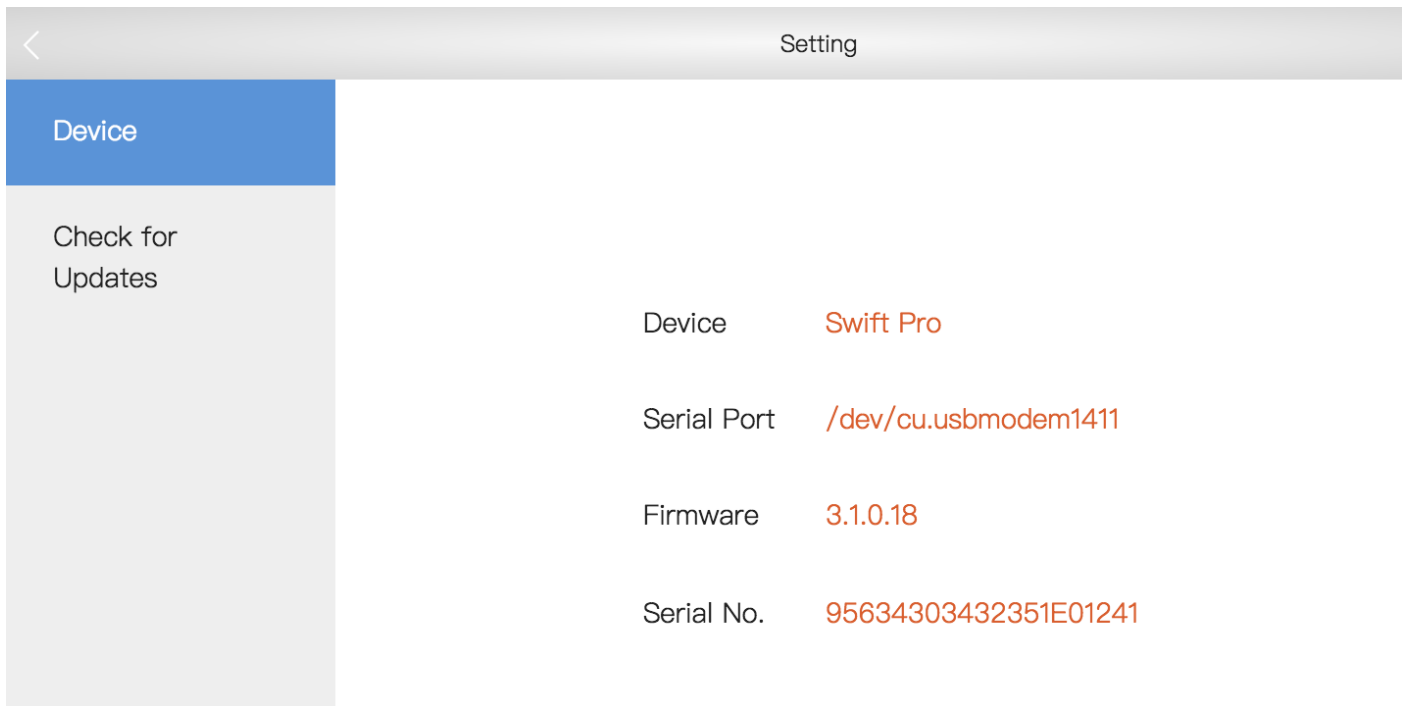 Setting
Device
Check for
Updates
Device Swift Pro
Serial Port /dev/cu.usbmodem1411
Firmware 3.1.0.18
Serial No. 95634303432351E01241